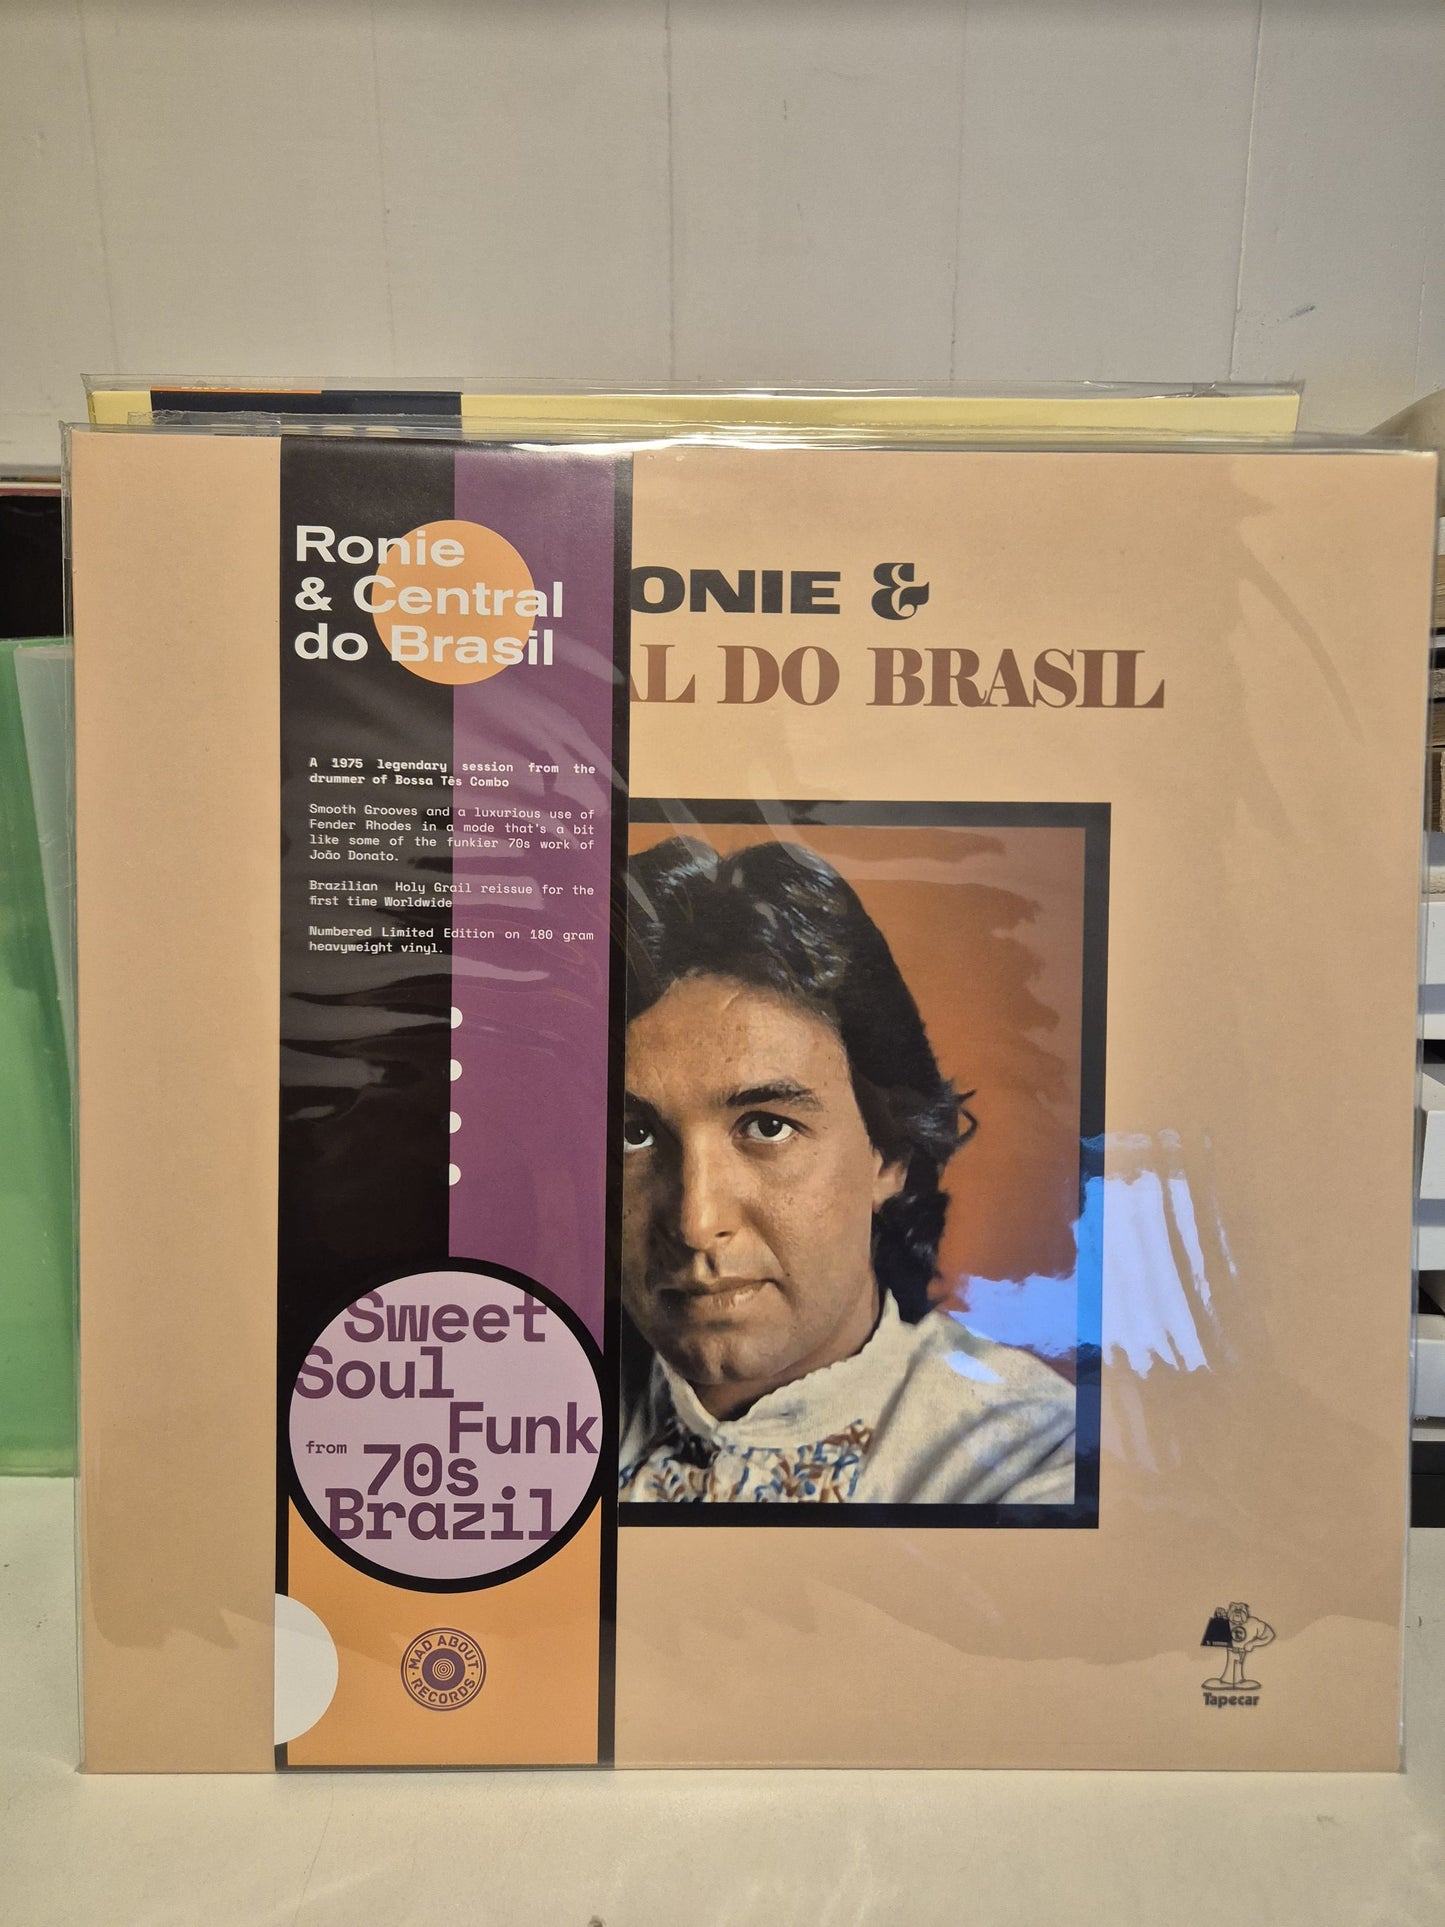 Ronie
& Central
do Brasil
A 1975 legendary session from the
drummer of Bossa Tês Combo
Smooth Grooves and a luxurious use of
Fender Rhodes in a mode that's a bit
like some of the funkier 70s work of
João Donato.
Brazilian Holy Grail reissue for the
first time Worldwide
Numbered Limited Edition on 180 gram
heavyweight vinyl.
Sweet
Soul
Funk
from 70s
Brazil
MAD ABOUT
RECORDS
ONIE &
AL DO BRASIL
Tapecar